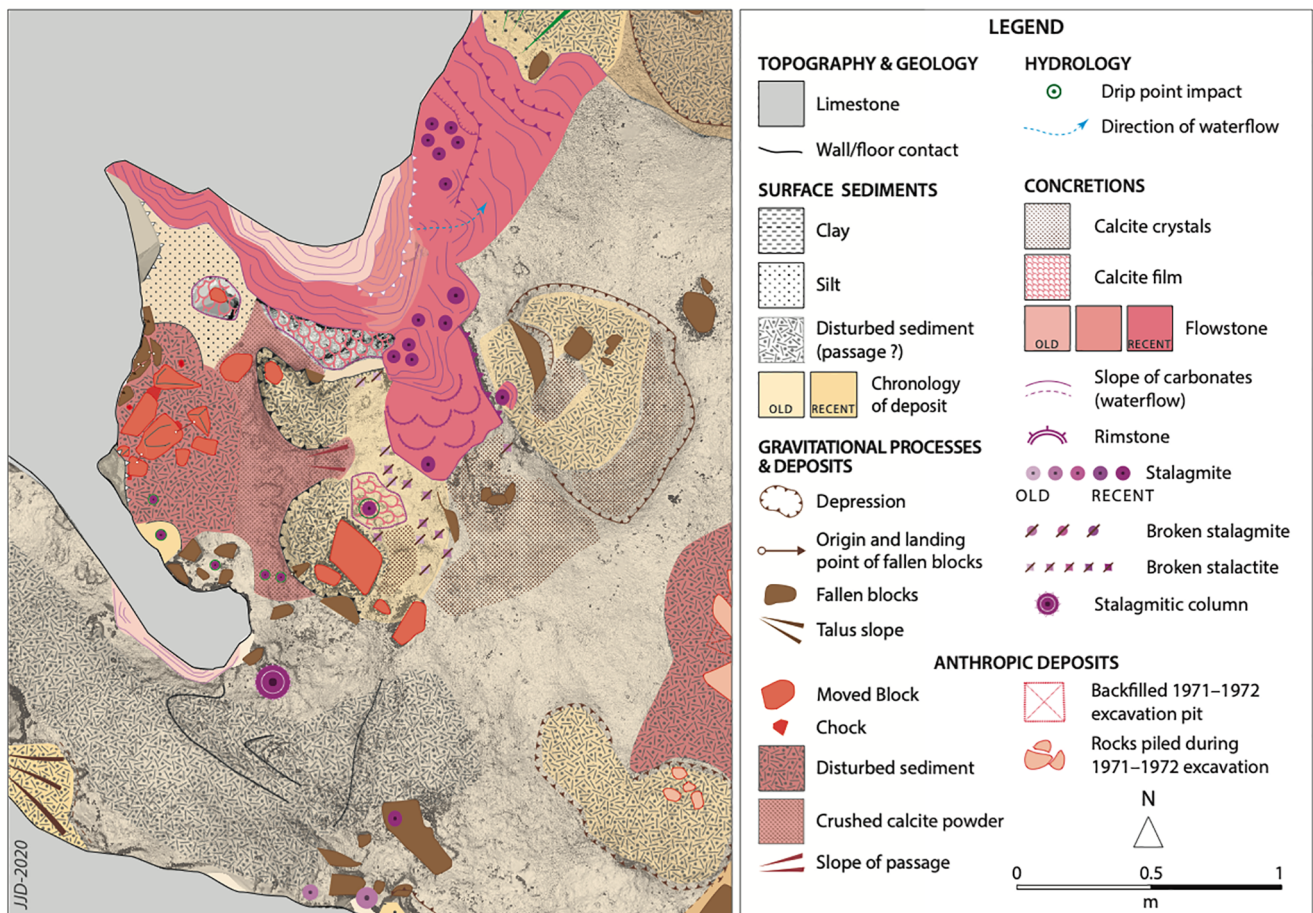 JJD-2020
LEGEND
TOPOGRAPHY & GEOLOGY
Limestone
Wall/floor contact
SURFACE SEDIMENTS
Clay
Silt
Disturbed sediment
(passage ?)
OLD
RECENT
Chronology
of deposit
GRAVITATIONAL PROCESSES
& DEPOSITS
Depression
Origin and landing
point of fallen blocks
Fallen blocks
Talus slope
HYDROLOGY
Drip point impact
Direction of waterflow
CONCRETIONS
Calcite crystals
Calcite film
OLD
RECENT
Flowstone
Slope of carbonates
(waterflow)
Rimstone
Stalagmite
OLD
RECENT
Broken stalagmite
Broken stalactite
Stalagmitic column
ANTHROPIC DEPOSITS
Moved Block
Chock
Disturbed sediment
Crushed calcite powder
Slope of passage
Backfilled 1971–1972
excavation pit
Rocks piled during
1971–1972 excavation
N
0 0.5 1
m